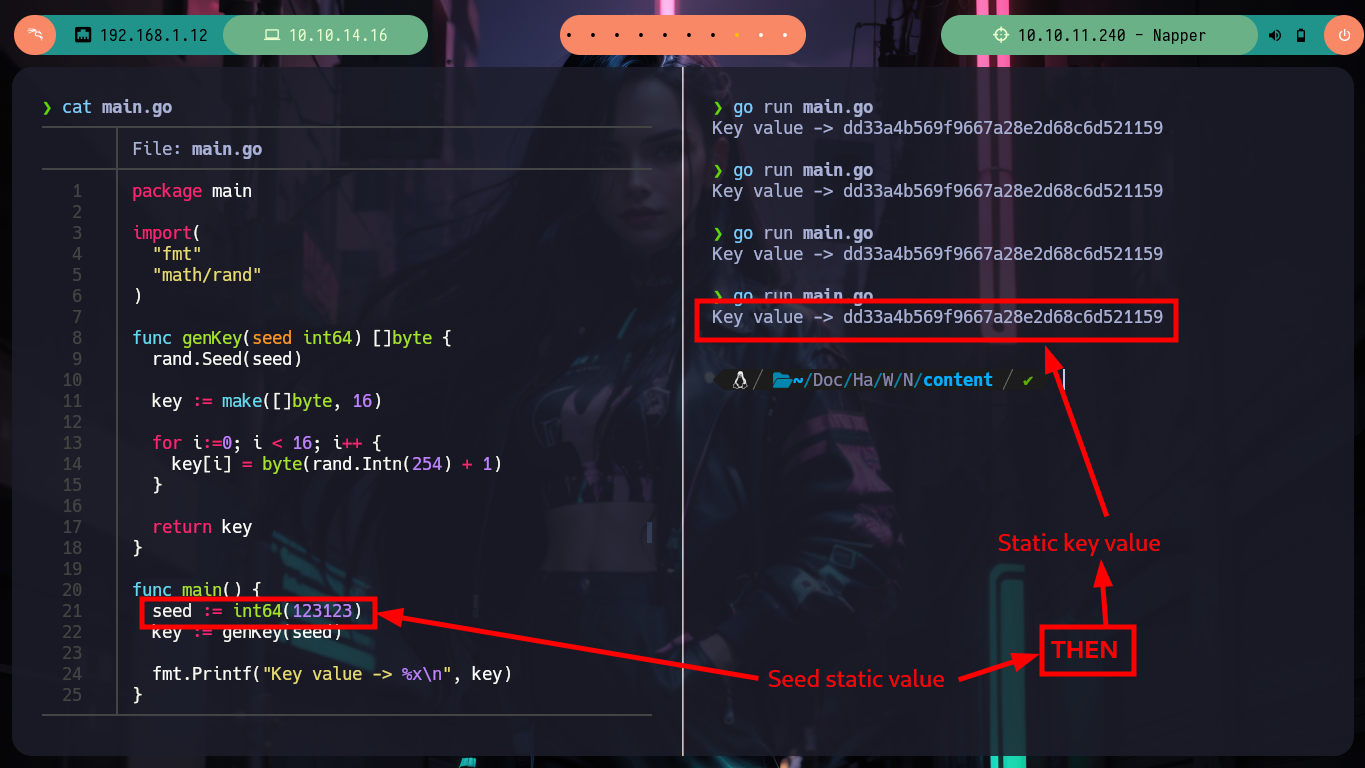 192.168.1.12
10.10.14.16
10.10.11.240 - Napper
❯ cat main.go
File: main.go
1 package main
2
3 import(
4 "fmt"
5 "math/rand"
6 )
7
8 func genKey(seed int64) []byte {
9 rand.Seed(seed)
10
11 key := make([]byte, 16)
12
13 for i:=0; i < 16; i++ {
14 key[i] = byte(rand.Intn(254) + 1)
15 }
16
17 return key
18 }
19
20 func main() {
21 seed := int64(123123)
22 key := genKey(seed)
23
24 fmt.Printf("Key value -> %x\n", key)
25 }
❯ go run main.go
Key value -> dd33a4b569f9667a28e2d68c6d521159
❯ go run main.go
Key value -> dd33a4b569f9667a28e2d68c6d521159
❯ go run main.go
Key value -> dd33a4b569f9667a28e2d68c6d521159
❯ go run main.go
Key value -> dd33a4b569f9667a28e2d68c6d521159
/ ~/Doc/Ha/W/N/content / ✔
Static key value
THEN
Seed static value